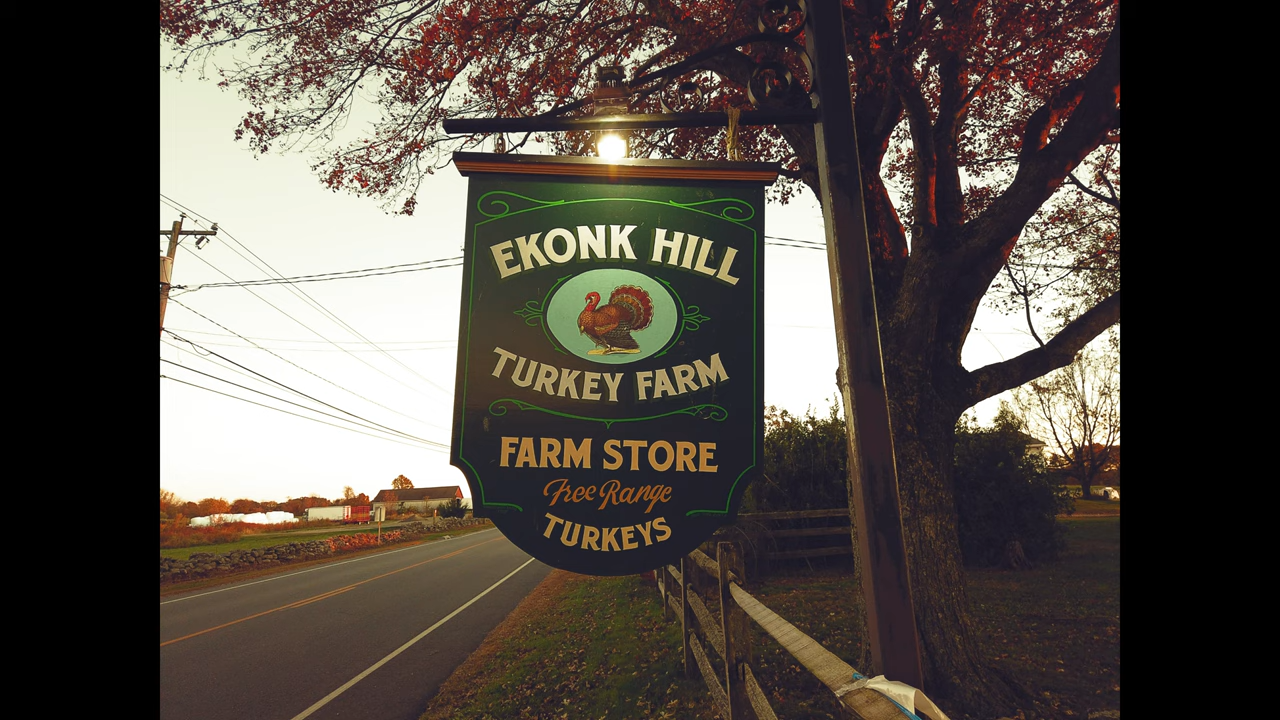 EKONK HILL
TURKEY FARM
FARM STORE
Free Range
TURKEYS